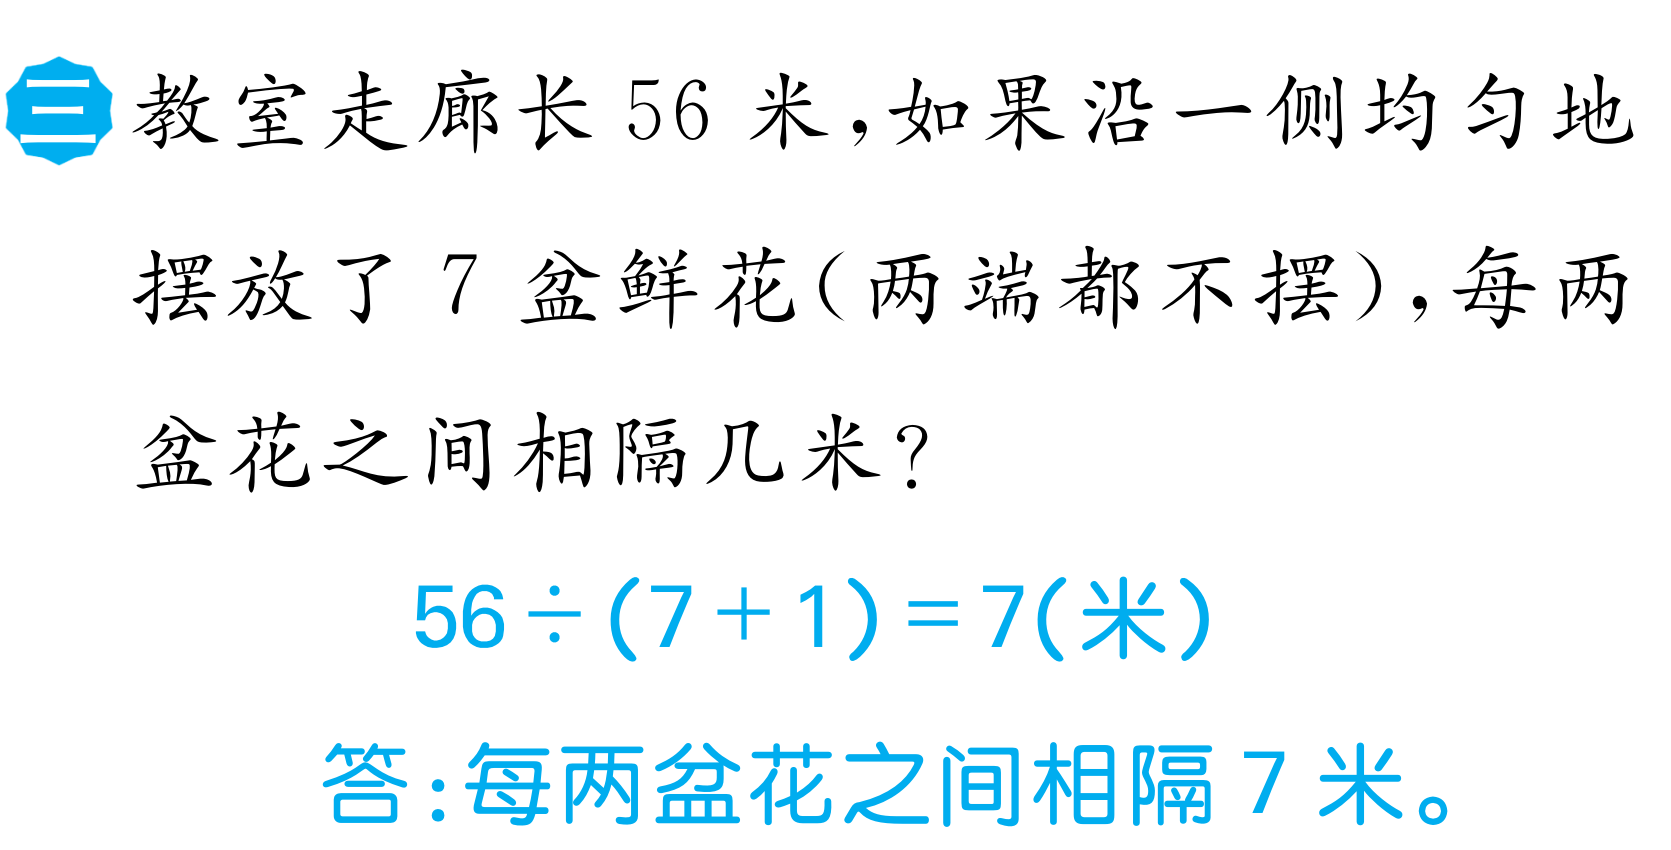 三 教室走廊长 56 米,如果沿一侧均匀地
摆放了 7 盆鲜花(两端都不摆),每两
盆花之间相隔几米?
56÷(7+1)=7(米)
答:每两盆花之间相隔 7 米。